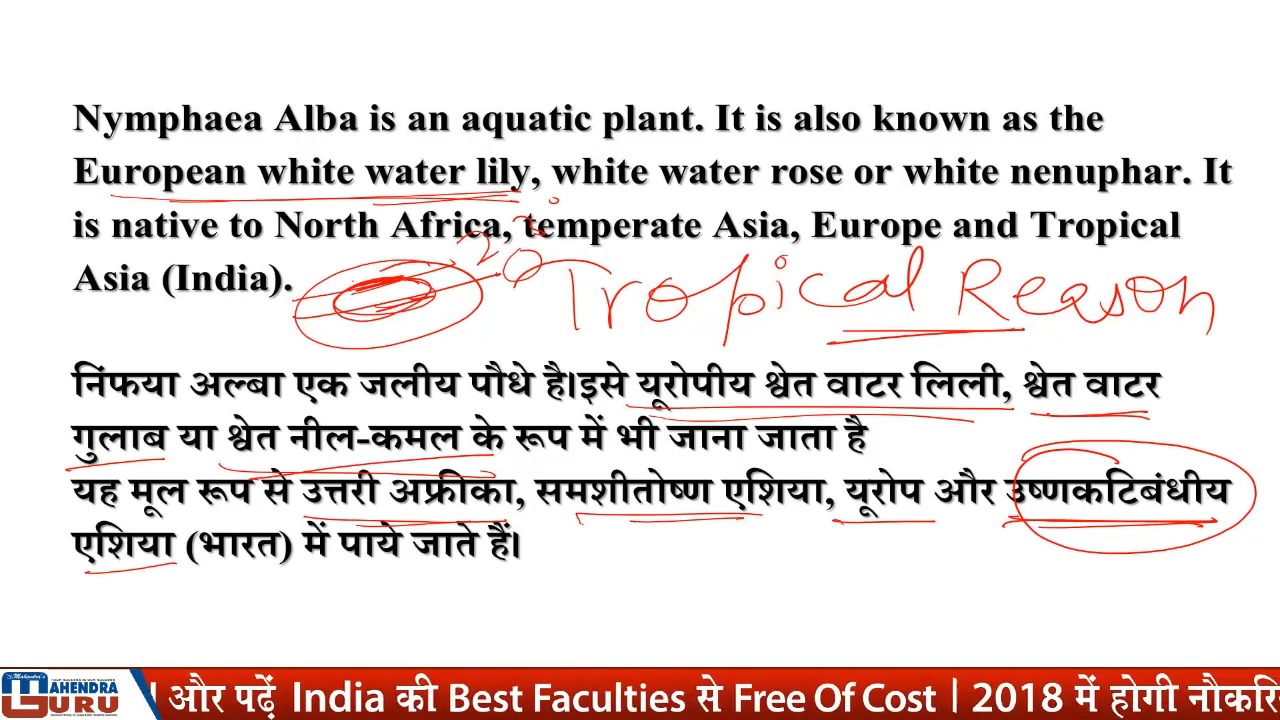 Nymphaea Alba is an aquatic plant. It is also known as the
European white water lily, white water rose or white nenuphar. It
is native to North Africa, temperate Asia, Europe and Tropical
Asia (India).
Tropical Reason
निंफया अल्बा एक जलीय पौधे है।इसे यूरोपीय श्वेत वाटर लिली, श्वेत वाटर
गुलाब या श्वेत नील-कमल के रूप में भी जाना जाता है
यह मूल रूप से उत्तरी अफ्रीका, समशीतोष्ण एशिया, यूरोप और उष्णकटिबंधीय
एशिया (भारत) में पाये जाते हैं।
Mahendra's
MAHENDRA
GURU
और पढ़ें India की Best Faculties से Free Of Cost | 2018 में होगी